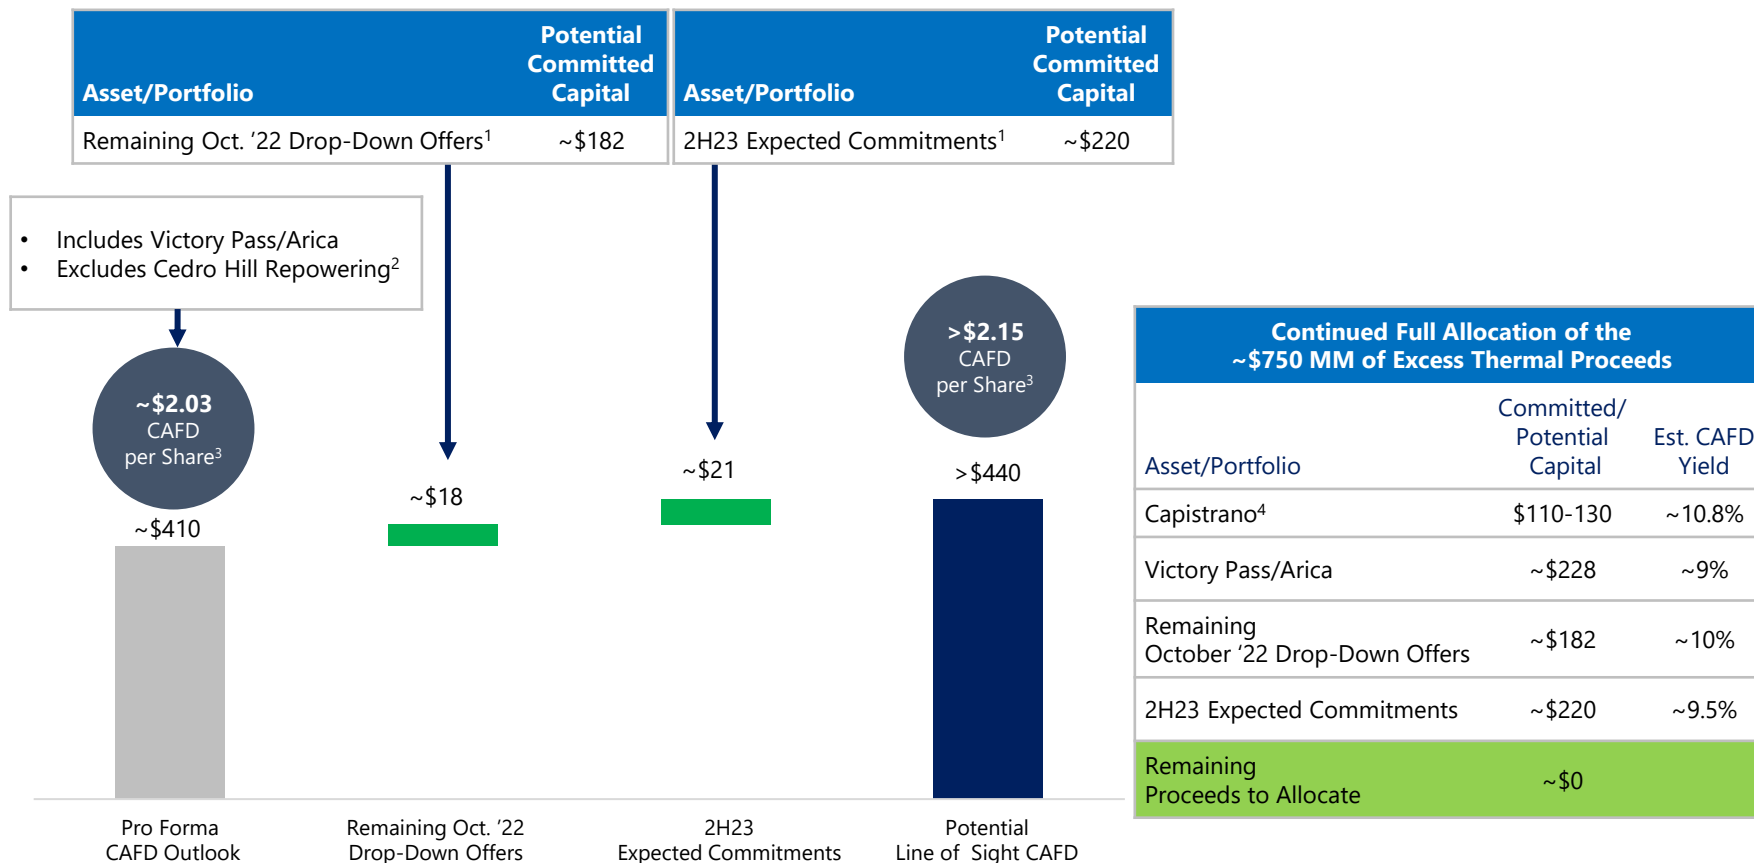 Asset/Portfolio
Potential
Committed
Capital
Remaining Oct. ’22 Drop-Down Offers1 ~$182
Asset/Portfolio
Potential
Committed
Capital
2H23 Expected Commitments1 ~$220
• Includes Victory Pass/Arica
• Excludes Cedro Hill Repowering2
~$2.03
CAFD
per Share3
~$410
~$18
~$21
>$2.15
CAFD
per Share3
>$440
Pro Forma
CAFD Outlook
Remaining Oct. ’22
Drop-Down Offers
2H23
Expected Commitments
Potential
Line of Sight CAFD
Continued Full Allocation of the
~$750 MM of Excess Thermal Proceeds
Asset/Portfolio
Committed/
Potential
Capital
Est. CAFD
Yield
Capistrano4 $110-130 ~10.8%
Victory Pass/Arica ~$228 ~9%
Remaining
October ‘22 Drop-Down Offers ~$182 ~10%
2H23 Expected Commitments ~$220 ~9.5%
Remaining
Proceeds to Allocate ~$0